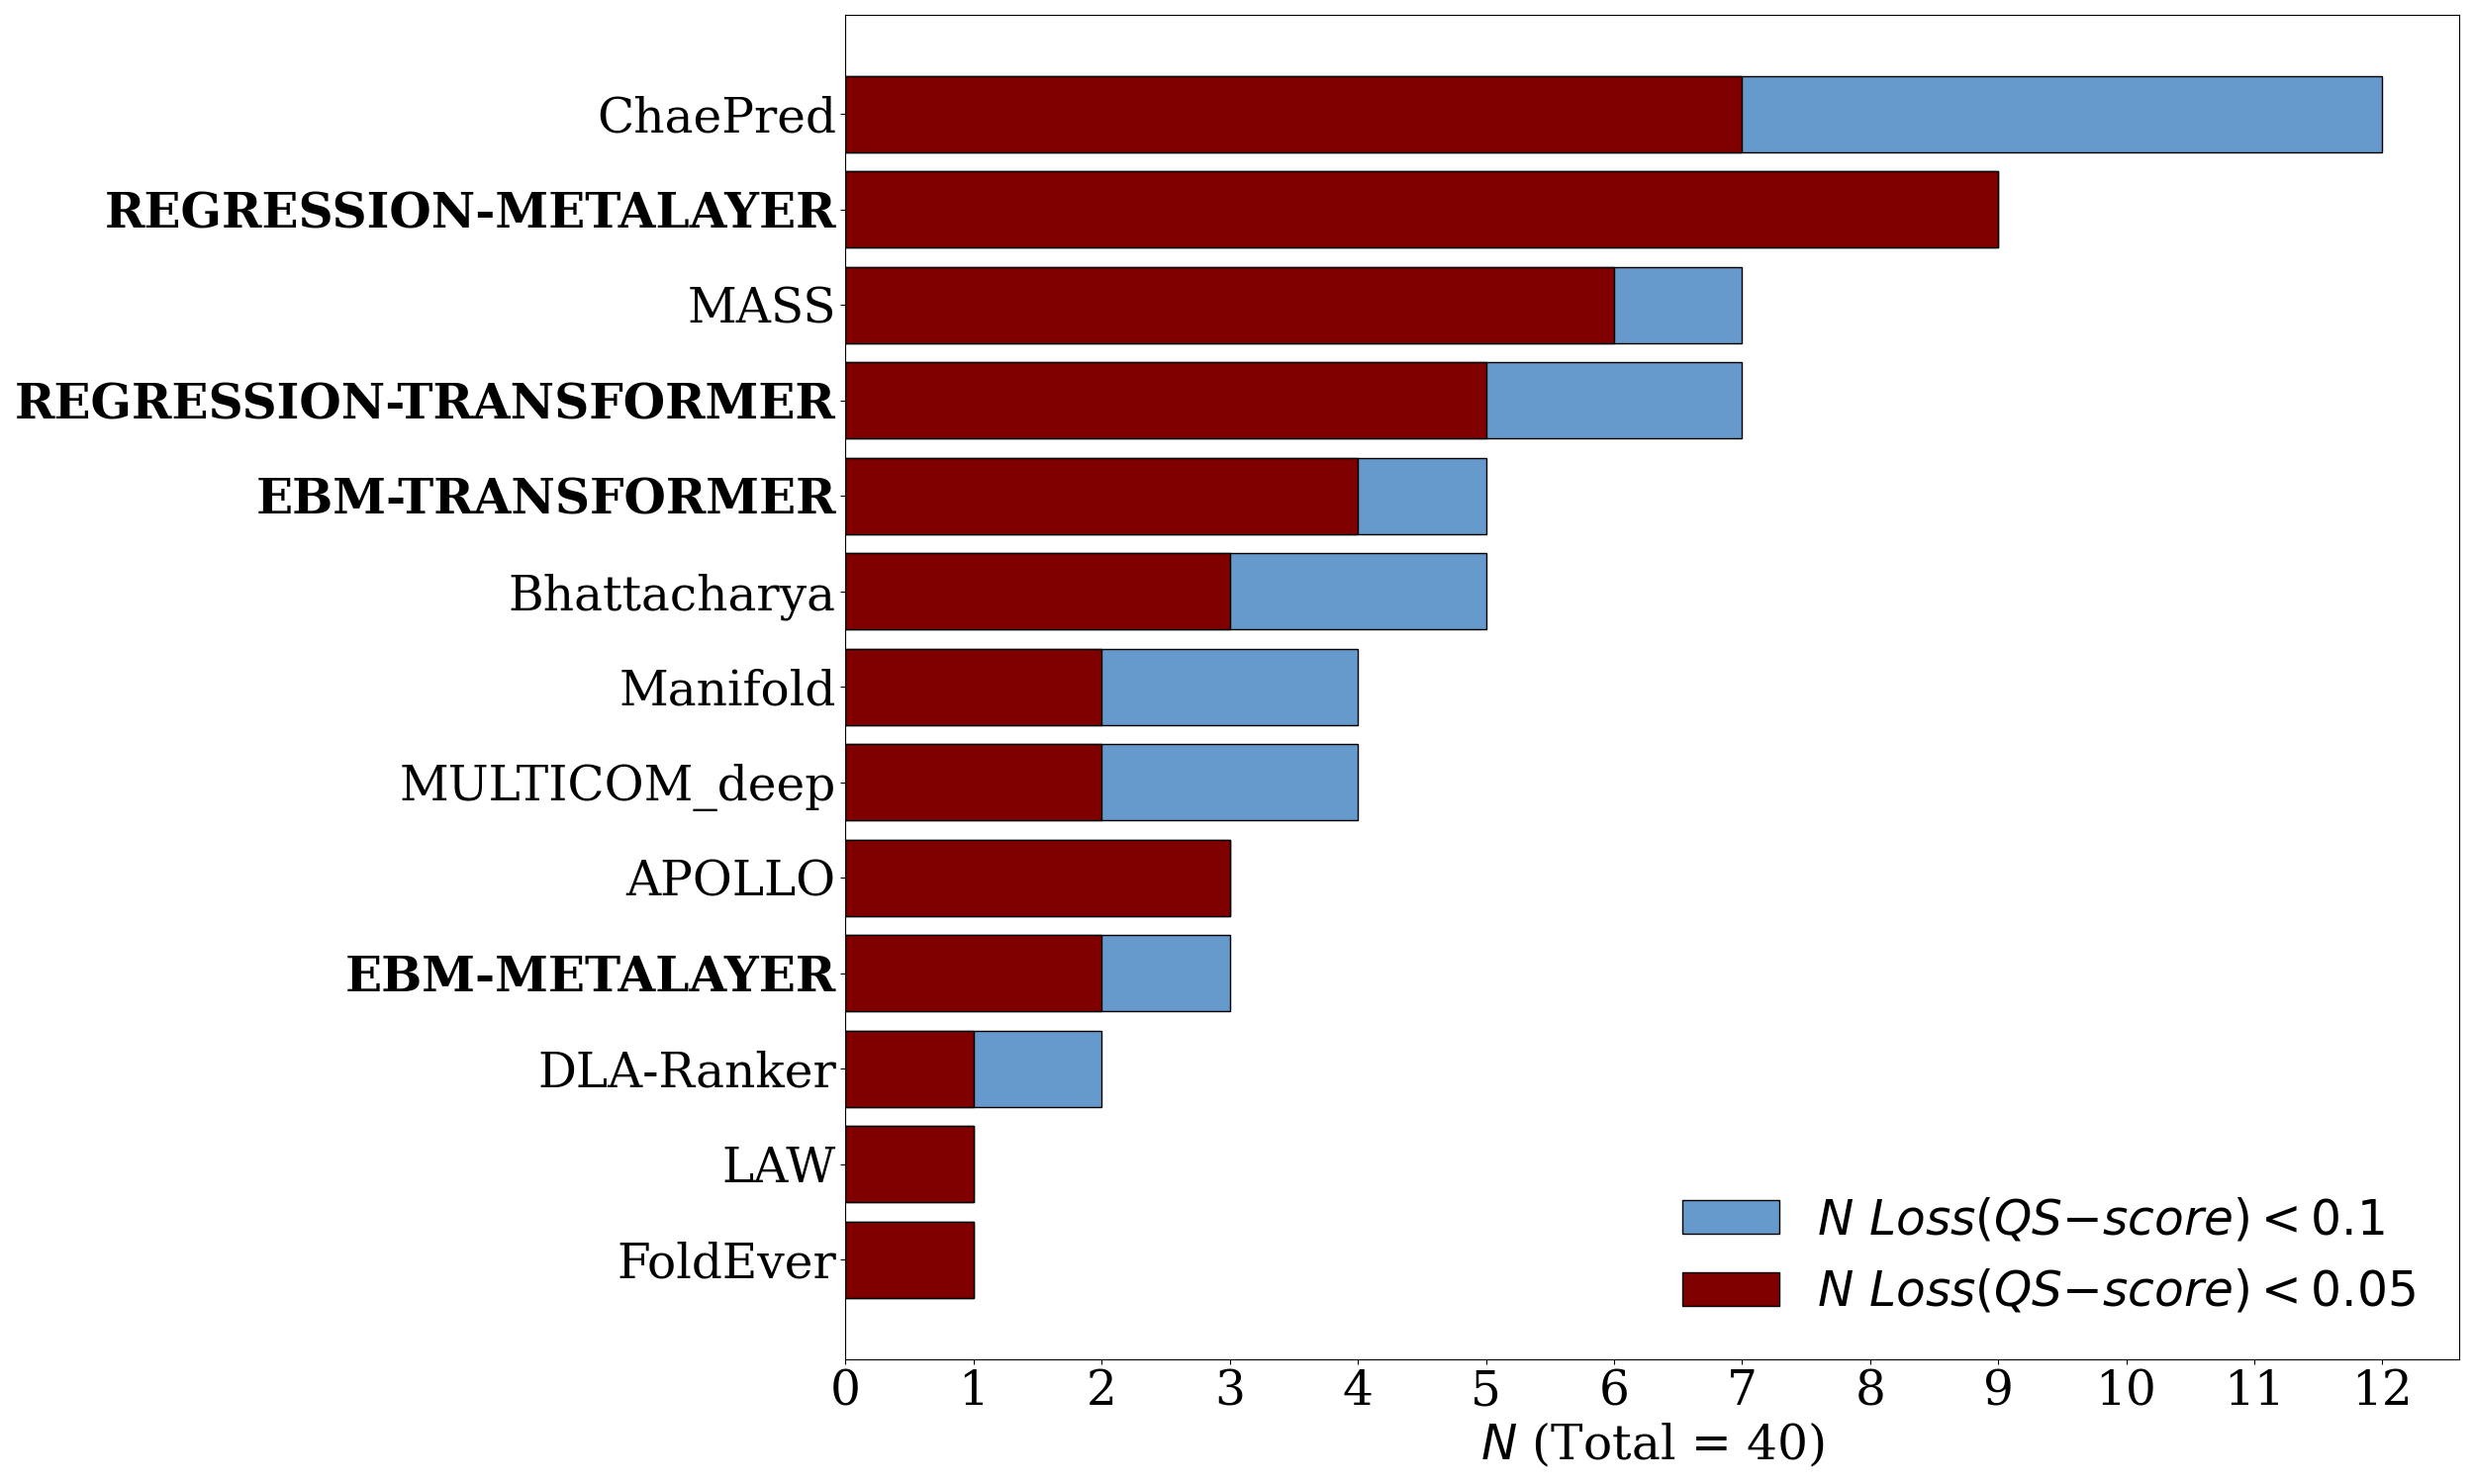 ChaePred
REGRESSION-METALAYER
MASS
REGRESSION-TRANSFORMER
EBM-TRANSFORMER
Bhattacharya
Manifold
MULTICOM_deep
APOLLO
EBM-METALAYER
DLA-Ranker
LAW
FoldEver
N Loss(QS−score) < 0.1
N Loss(QS−score) < 0.05
0 1 2 3 4 5 6 7 8 9 10 11 12
N (Total = 40)